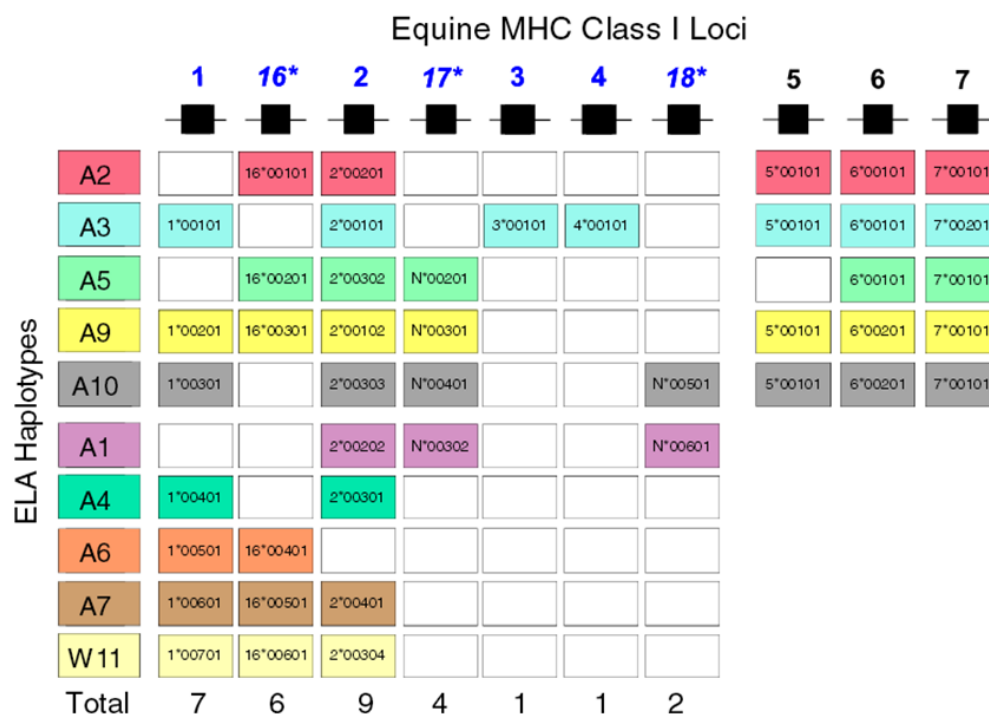 Equine MHC Class I Loci
1 16* 2 17* 3 4 18* 5 6 7
ELA Haplotypes
A2 16*00101 2*00201 5*00101 6*00101 7*00101
A3 1*00101 2*00101 3*00101 4*00101 5*00101 6*00101 7*00201
A5 16*00201 2*00302 N*00201 6*00101 7*00101
A9 1*00201 16*00301 2*00102 N*00301 5*00101 6*00201 7*00101
A10 1*00301 2*00303 N*00401 N*00501 5*00101 6*00201 7*00101
A1 2*00202 N*00302 N*00601
A4 1*00401 2*00301
A6 1*00501 16*00401
A7 1*00601 16*00501 2*00401
W11 1*00701 16*00601 2*00304
Total 7 6 9 4 1 1 2